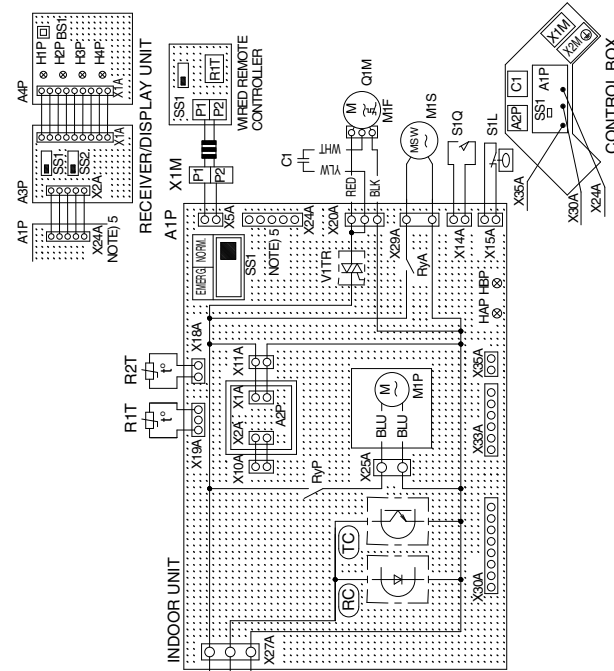 A4P
H1P
H2P BS1
H3P
H4P
X1A
A3P
X1A
SS1
SS2
X2A
A1P
X24A
NOTE) 5
RECEIVER/DISPLAY UNIT
SS1
R1T
P1
P2
WIRED REMOTE
CONTROLLER
X1M
P1
P2
C1
YLW
WHT
Q1M
M
M1F
RED
BLK
MSW
M1S
S1Q
S1L
A2P
C1
SS1
A1P
X1M
X2M
X35A
X30A
X24A
CONTROL BOX
INDOOR UNIT
A1P
R1T
t°
R2T
t°
X19A
X18A
EMERG.
NORM.
SS1
X5A
NOTE) 5
X24A
V1TR
X20A
X29A
RyA
X14A
X15A
X10A
X2A
X1A
X11A
A2P
RyP
X25A
BLU
BLU
M
M1P
HAP
HBP
RC
TC
X27A
X30A
X33A
X35A